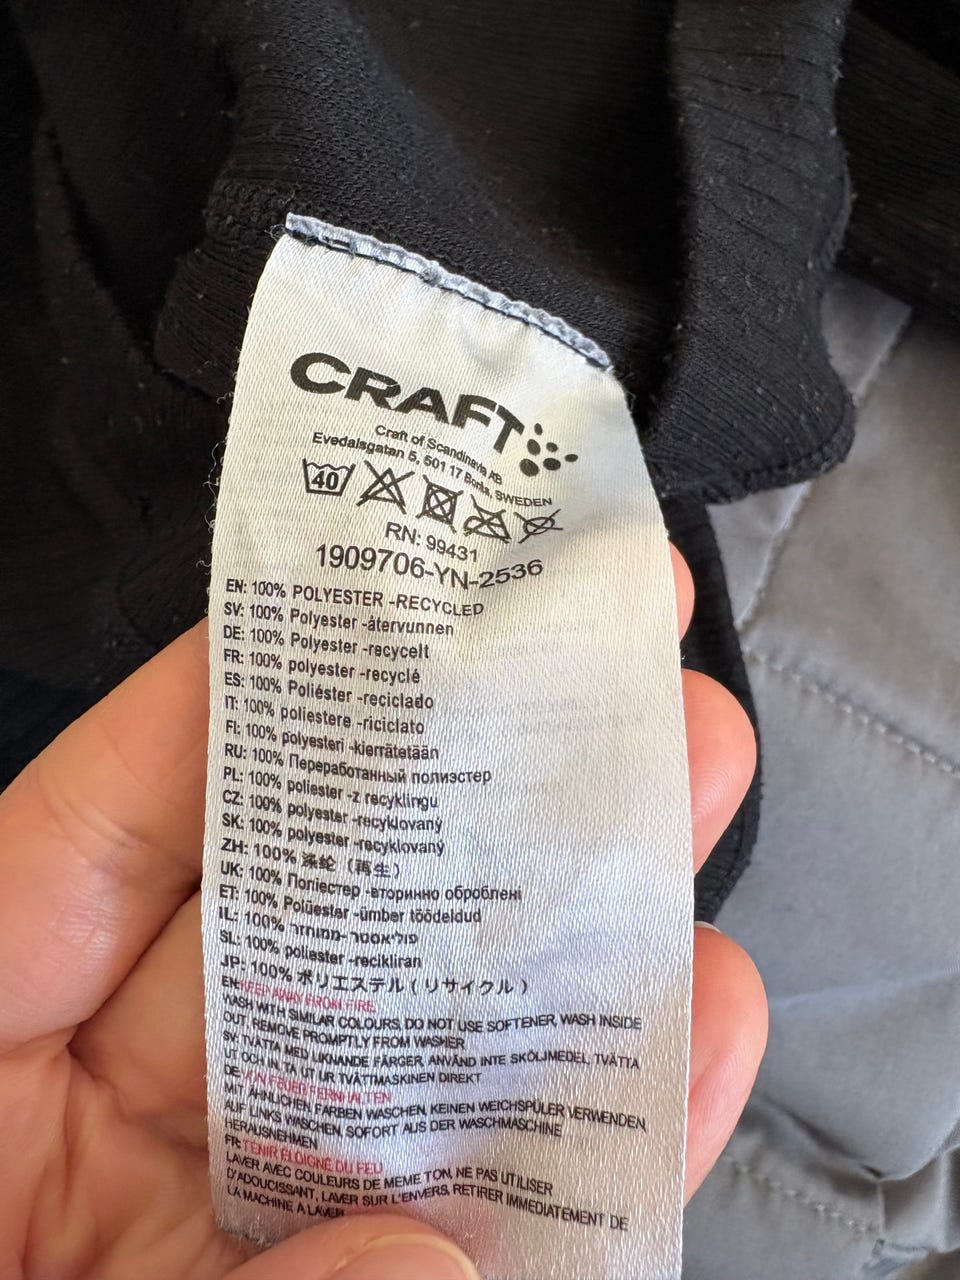 CRAFT
Craft of Scandinavia AB
Evedalsgatan 5, 501 17 Borås, SWEDEN
40
RN: 99431
1909706-YN-2536
EN: 100% POLYESTER -RECYCLED
SV: 100% Polyester -återvunnen
DE: 100% Polyester -recycelt
FR: 100% polyester -recyclé
ES: 100% Poliéster -reciclado
IT: 100% poliestere -riciclato
FI: 100% polyesteri -kierrätetään
RU: 100% Переработанный полиэстер
PL: 100% poliester -z recyklingu
CZ: 100% polyester -recyklovaný
SK: 100% polyester -recyklovaný
ZH: 100% 涤纶 (再生)
UK: 100% Поліестер -вторинно оброблені
ET: 100% Polüester -ümber töödeldud
IL: 100% פוליאסטר-ממוחזר
SL: 100% poliester -recikliran
JP: 100% ポリエステル ( リサイクル )
EN:KEEP AWAY FROM FIRE.
WASH WITH SIMILAR COLOURS, DO NOT USE SOFTENER, WASH INSIDE
OUT, REMOVE PROMPTLY FROM WASHER
SV: TVÄTTA MED LIKNANDE FÄRGER, ANVÄND INTE SKÖLJMEDEL, TVÄTTA
UT OCH IN, TA UT UR TVÄTTMASKINEN DIREKT
DE:VON FEUER FERNHALTEN
MIT ÄHNLICHEN FARBEN WASCHEN, KEINEN WEICHSPÜLER VERWENDEN,
AUF LINKS WASCHEN, SOFORT AUS DER WASCHMASCHINE
HERAUSNEHMEN
FR: TENIR ÉLOIGNÉ DU FEU
LAVER AVEC COULEURS DE MEME TON, NE PAS UTILISER
D'ADOUCISSANT, LAVER SUR L'ENVERS, RETIRER IMMEDIATEMENT DE
LA MACHINE A LAVER